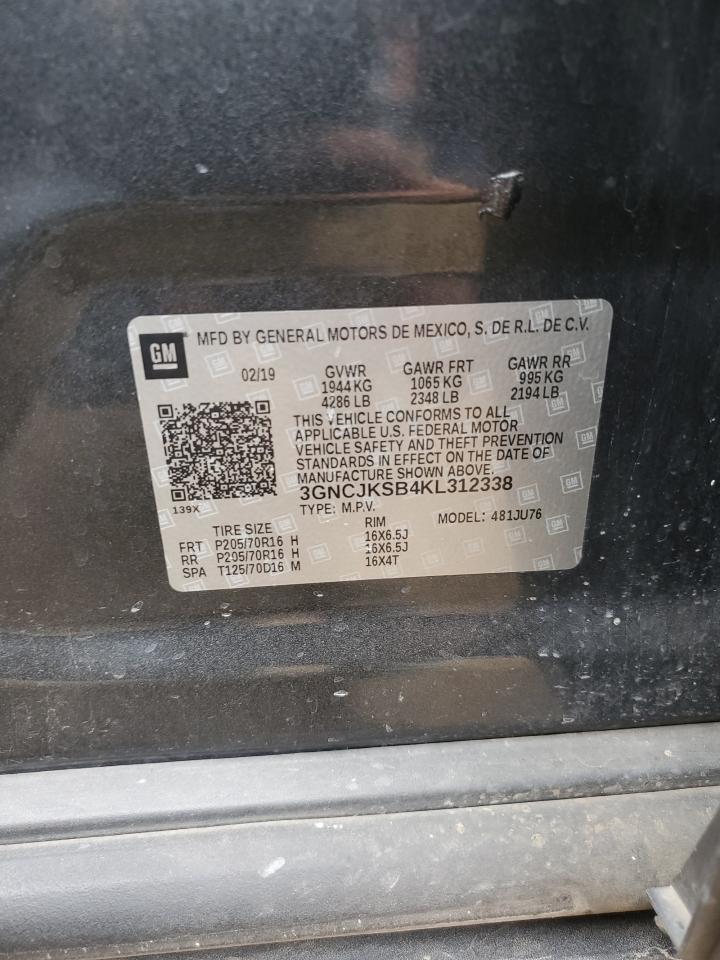 GM
MFD BY GENERAL MOTORS DE MEXICO, S. DE R.L. DE C.V.
02/19 GVWR GAWR FRT GAWR RR
1944 KG 1065 KG 995 KG
4286 LB 2348 LB 2194 LB
THIS VEHICLE CONFORMS TO ALL
APPLICABLE U.S. FEDERAL MOTOR
VEHICLE SAFETY AND THEFT PREVENTION
STANDARDS IN EFFECT ON THE DATE OF
MANUFACTURE SHOWN ABOVE.
3GNCJKSB4KL312338
139X
TYPE: M.P.V. MODEL: 481JU76
TIRE SIZE RIM
FRT P205/70R16 H 16X6.5J
RR P205/70R16 H 16X6.5J
SPA T125/70D16 M 16X4T